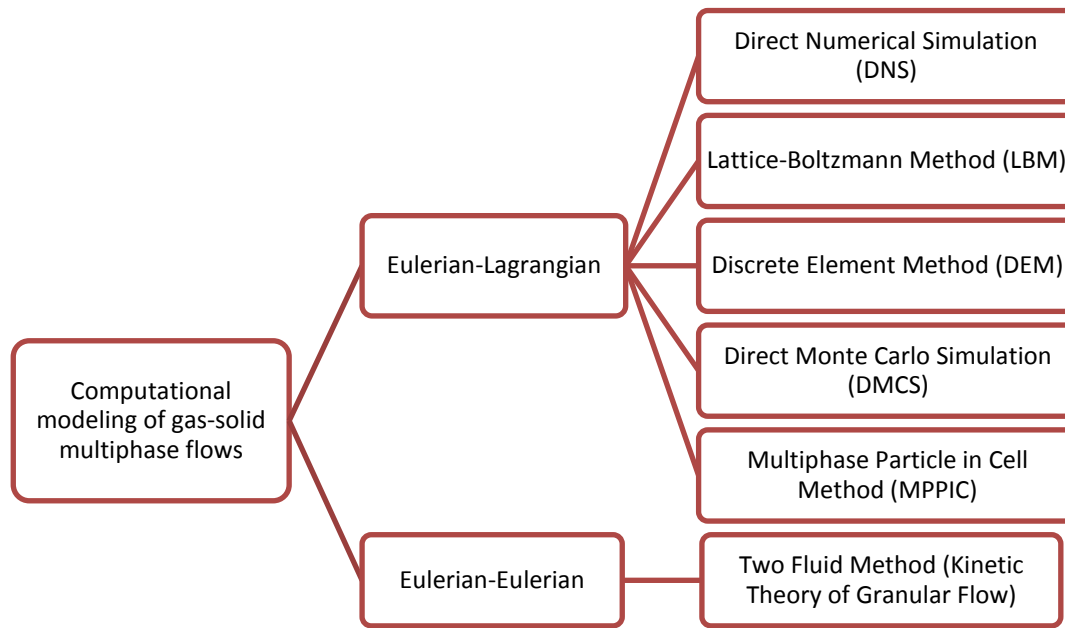 Computational
modeling of gas-solid
multiphase flows
Eulerian-Lagrangian
Direct Numerical Simulation
(DNS)
Lattice-Boltzmann Method (LBM)
Discrete Element Method (DEM)
Direct Monte Carlo Simulation
(DMCS)
Multiphase Particle in Cell
Method (MPPIC)
Eulerian-Eulerian
Two Fluid Method (Kinetic
Theory of Granular Flow)